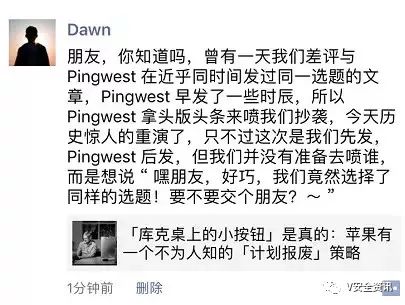 Dawn
朋友，你知道吗，曾有一天我们差评与
Pingwest 在近乎同时间发过同一选题的文
章，Pingwest 早发了一些时辰，所以
Pingwest 拿头版头条来喷我们抄袭，今天历
史惊人的重演了，只不过这次是我们先发，
Pingwest 后发，但我们并没有准备去喷谁，
而是想说“ 嘿朋友，好巧，我们竟然选择了
同样的选题！要不要交个朋友？～ ”
「库克桌上的小按钮」是真的：苹果有
一个不为人知的「计划报废」策略
1分钟前 删除
V安全资讯